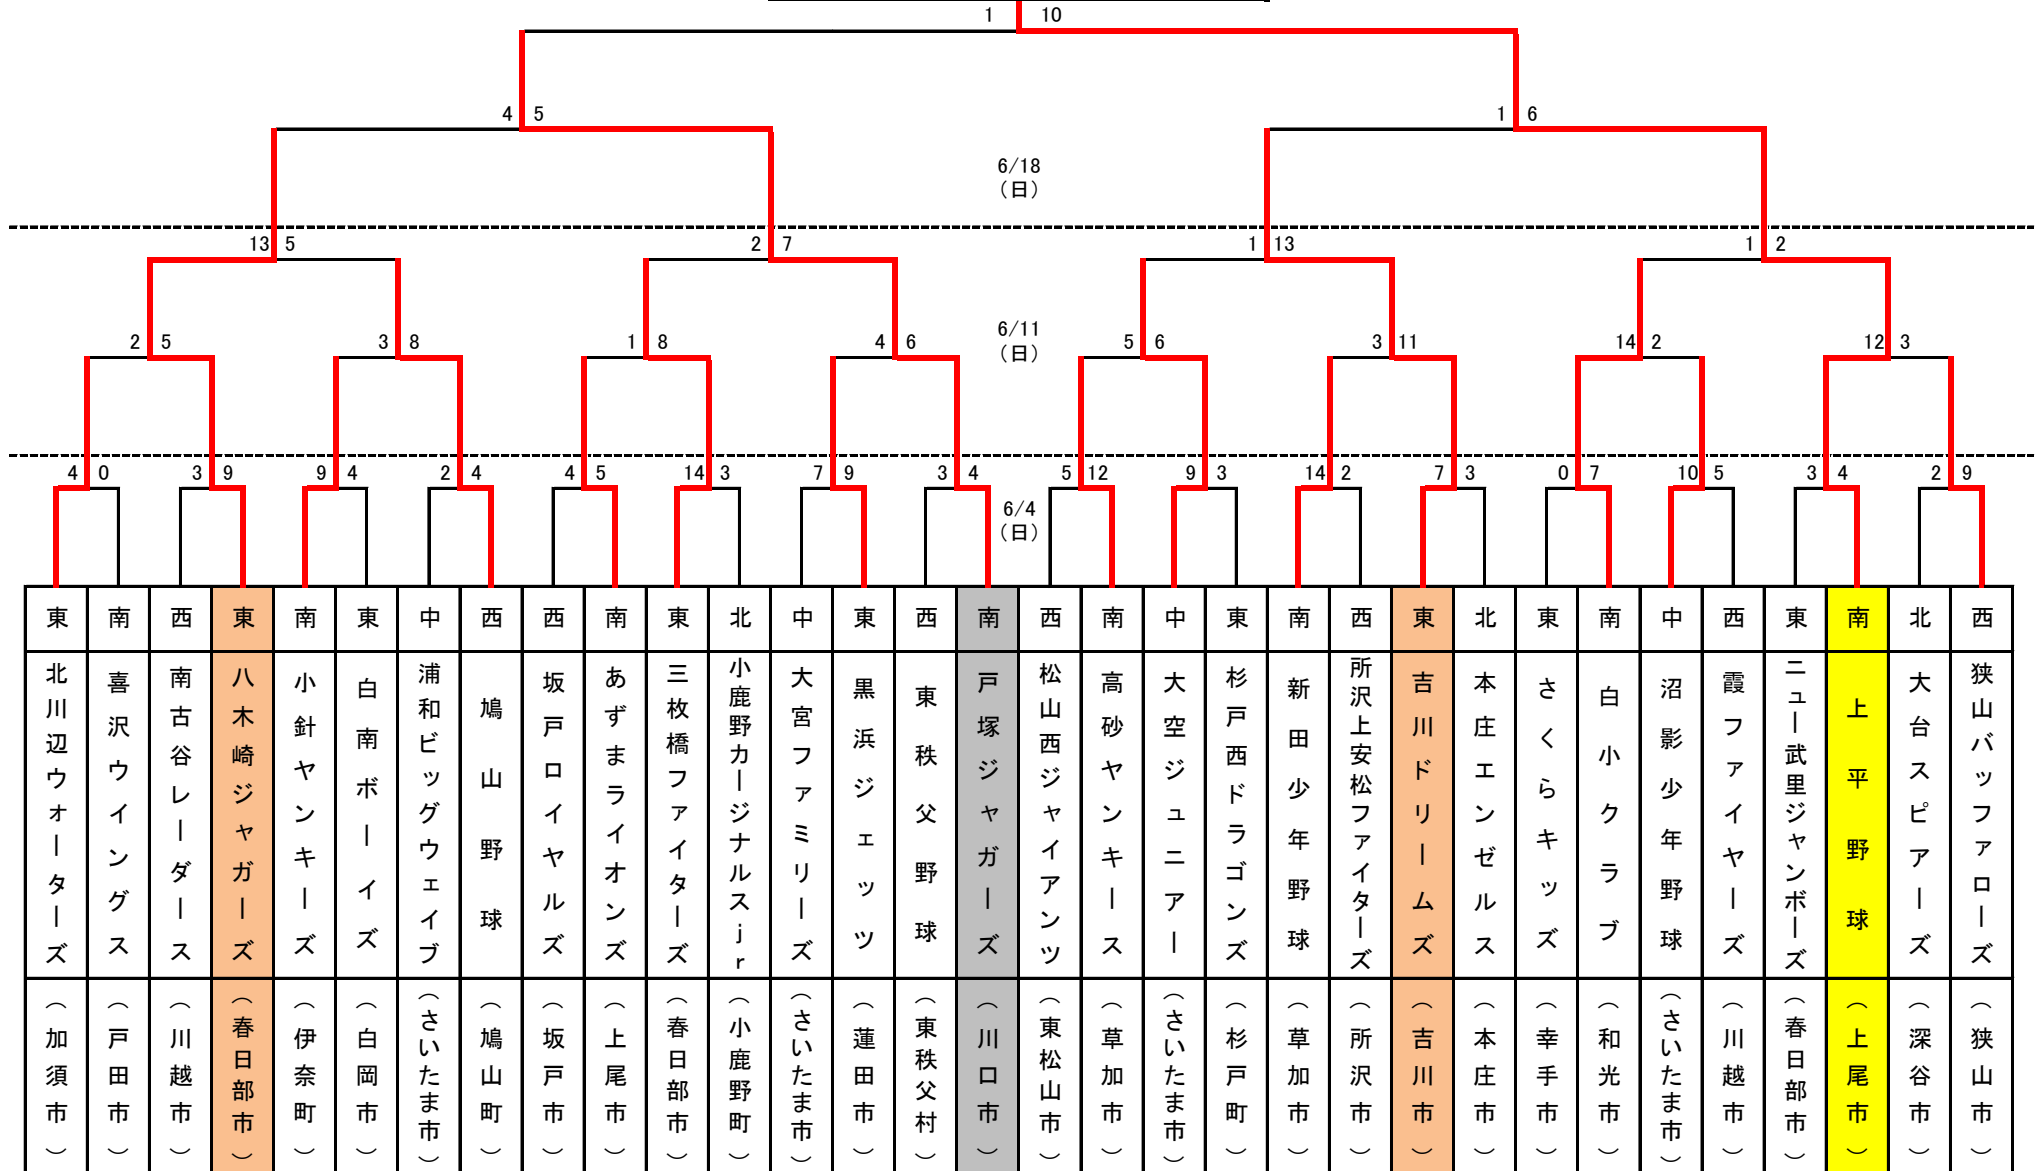 1 10
4 5
1 6
6/18
（日）
13 5
2 7
1 13
1 2
2 5
3 8
1 8
4 6
6/11
（日）
5 6
3 11
14 2
12 3
4 0
3 9
9 4
2 4
4 5
14 3
7 9
3 4
5 12
9 3
14 2
7 3
0 7
10 5
3 4
2 9
6/4
（日）
東
北川辺ウォーターズ
（加須市）
南
喜沢ウイングス
（戸田市）
西
南古谷レーダース
（川越市）
東
八木崎ジャガーズ
（春日部市）
南
小針ヤンキーズ
（伊奈町）
東
白南ボーイズ
（白岡市）
中
浦和ビッグウェイブ
（さいたま市）
西
鳩山野球
（鳩山町）
西
坂戸ロイヤルズ
（坂戸市）
南
あずまライオンズ
（上尾市）
東
三枚橋ファイターズ
（春日部市）
北
小鹿野カージナルスjr
（小鹿野町）
中
大宮ファミリーズ
（さいたま市）
東
黒浜ジェッツ
（蓮田市）
西
東秩父野球
（東秩父村）
南
戸塚ジャガーズ
（川口市）
西
松山西ジャイアンツ
（東松山市）
南
高砂ヤンキース
（草加市）
中
大空ジュニアー
（さいたま市）
東
杉戸西ドラゴンズ
（杉戸町）
南
新田少年野球
（草加市）
西
所沢上安松ファイターズ
（所沢市）
東
吉川ドリームズ
（吉川市）
北
本庄エンゼルス
（本庄市）
東
さくらキッズ
（幸手市）
南
白小クラブ
（和光市）
中
沼影少年野球
（さいたま市）
西
霞ファイヤーズ
（川越市）
東
ニュー武里ジャンボーズ
（春日部市）
南
上平野球
（上尾市）
北
大台スピアーズ
（深谷市）
西
狭山バッファローズ
（狭山市）